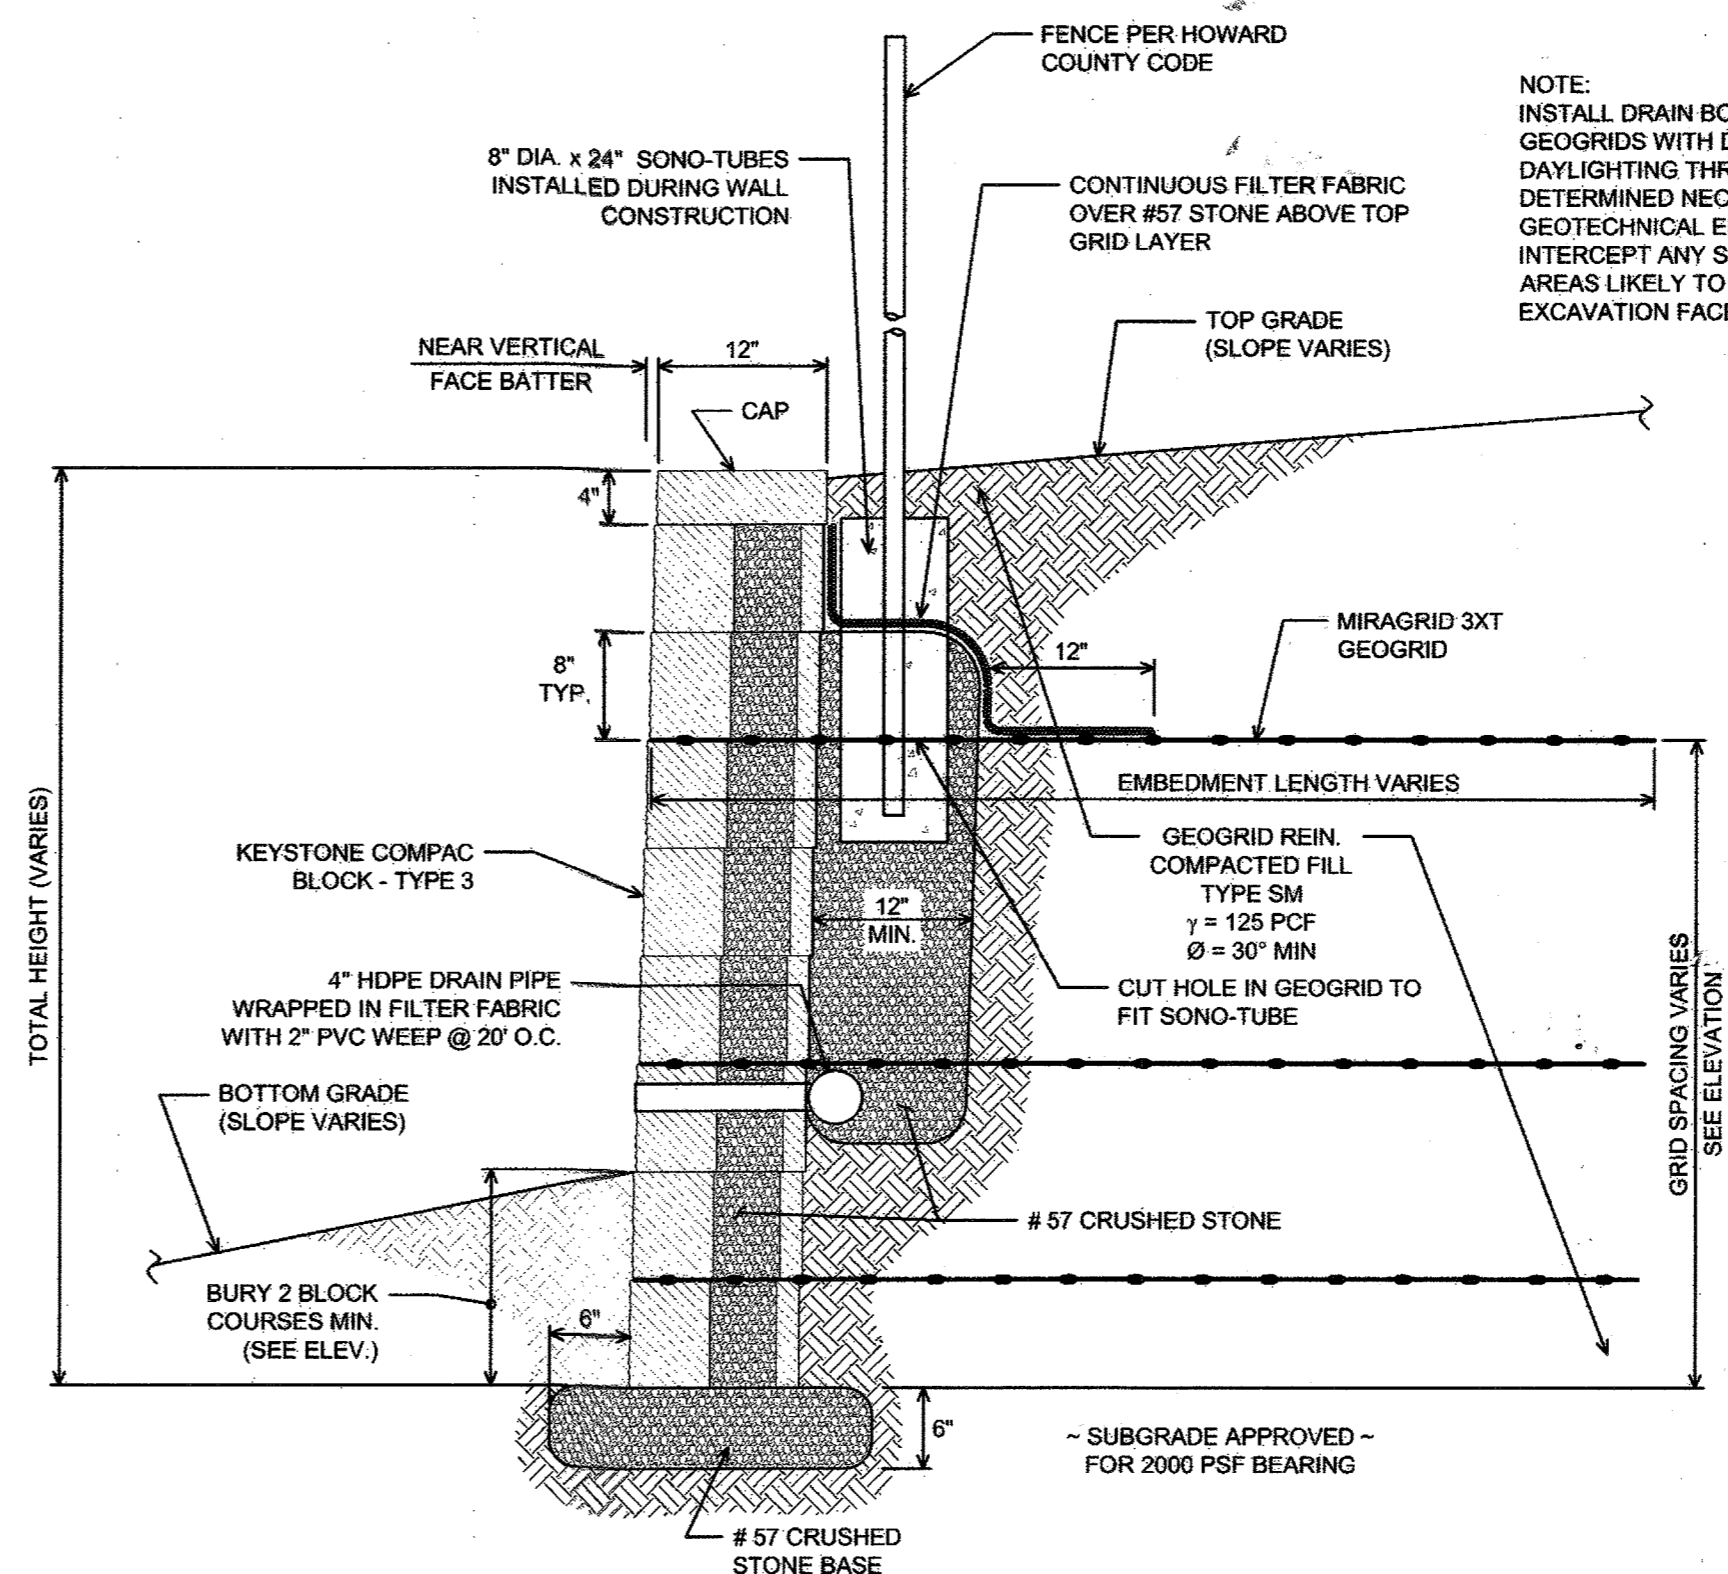 FENCE PER HOWARD
COUNTY CODE
NOTE:
INSTALL DRAIN
GEOGRIDS WITH
DAYLIGHTING
DETERMINED
GEOTECHNICAL
INTERCEPT ANY
AREAS LIKELY TO
EXCAVATION
8" DIA. x 24" SONO-TUBES
INSTALLED DURING WALL
CONSTRUCTION
CONTINUOUS FILTER FABRIC
OVER #57 STONE ABOVE TOP
GRID LAYER
TOP GRADE
(SLOPE VARIES)
NEAR VERTICAL
FACE BATTER
12"
CAP
4"
8"
TYP.
MIRAGRID 3XT
GEOGRID
12"
EMBEDMENT LENGTH VARIES
TOTAL HEIGHT (VARIES)
KEYSTONE COMPAC
BLOCK - TYPE 3
GEOGRID REIN.
COMPACTED FILL
TYPE SM
γ = 125 PCF
Ø = 30° MIN
12"
MIN.
4" HDPE DRAIN PIPE
WRAPPED IN FILTER FABRIC
WITH 2" PVC WEEP @ 20' O.C.
CUT HOLE IN GEOGRID TO
FIT SONO-TUBE
GRID SPACING VARIES
SEE ELEVATION
BOTTOM GRADE
(SLOPE VARIES)
# 57 CRUSHED STONE
BURY 2 BLOCK
COURSES MIN.
(SEE ELEV.)
6"
6"
~ SUBGRADE APPROVED ~
FOR 2000 PSF BEARING
# 57 CRUSHED
STONE BASE